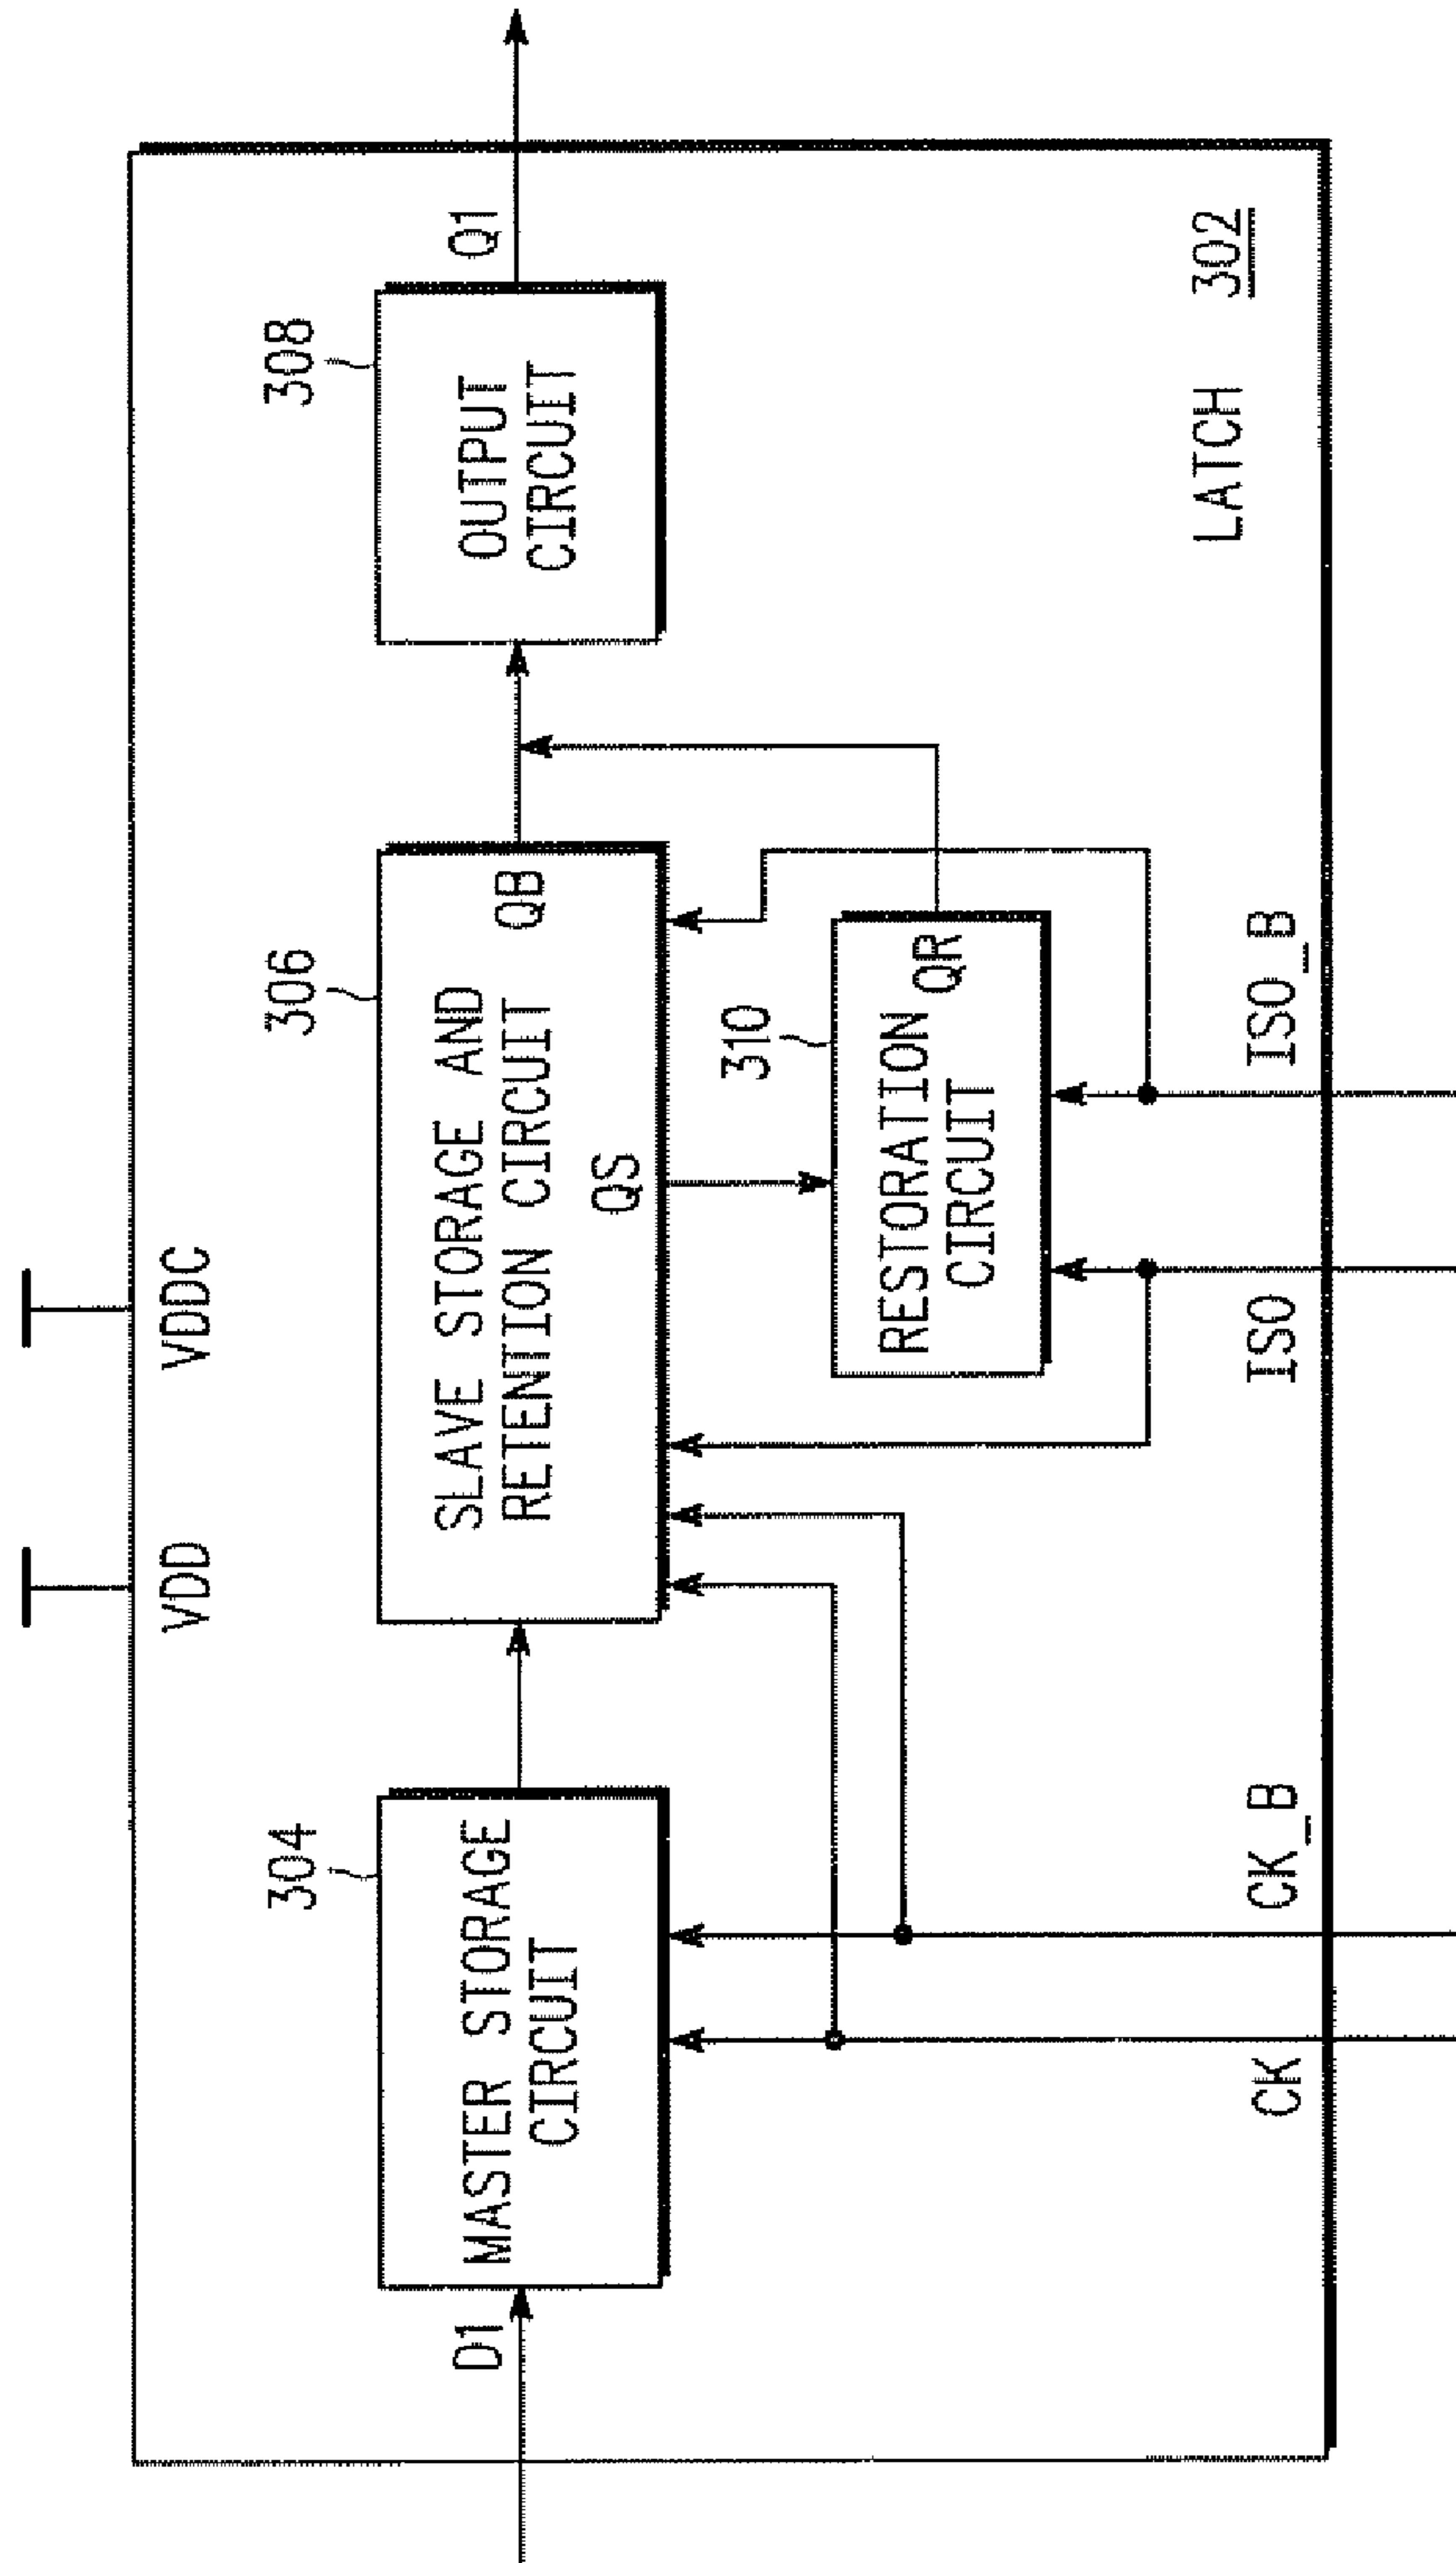 VDD
VDDC
304
306
308
D1
MASTER STORAGE
CIRCUIT
SLAVE STORAGE AND
RETENTION CIRCUIT
QB
QS
OUTPUT
CIRCUIT
Q1
310
RESTORATION
CIRCUIT
QR
CK
CK_B
ISO
ISO_B
LATCH
302